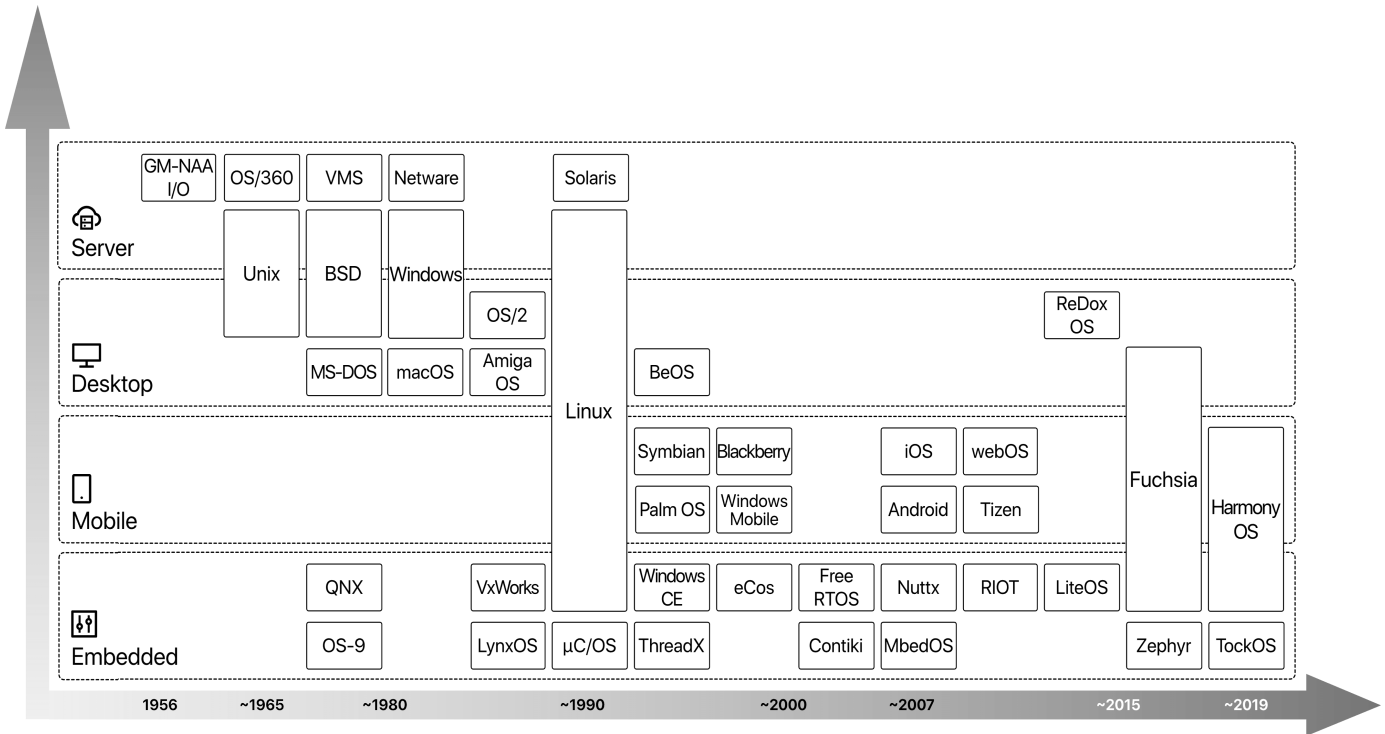 GM-NAA
I/O
OS/360
VMS
Netware
Solaris
Server
Unix
BSD
Windows
OS/2
ReDox
OS
Desktop
MS-DOS
macOS
Amiga
OS
BeOS
Linux
Symbian
Blackberry
iOS
webOS
Fuchsia
Harmony
OS
Mobile
Palm OS
Windows
Mobile
Android
Tizen
QNX
VxWorks
Windows
CE
eCos
Free
RTOS
Nuttx
RIOT
LiteOS
Embedded
OS-9
LynxOS
µC/OS
ThreadX
Contiki
MbedOS
Zephyr
TockOS
1956
~1965
~1980
~1990
~2000
~2007
~2015
~2019